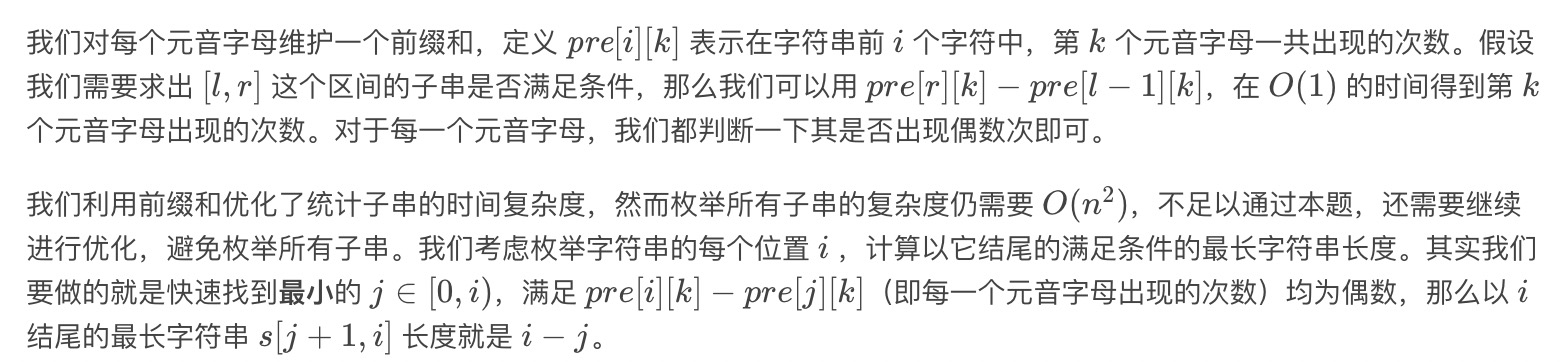 我们对每个元音字母维护一个前缀和，定义 pre[i][k] 表示在字符串前 i 个字符中，第 k 个元音字母一共出现的次数。假设
我们需要求出 [l, r] 这个区间的子串是否满足条件，那么我们可以用 pre[r][k] − pre[l − 1][k]，在 O(1) 的时间得到第 k
个元音字母出现的次数。对于每一个元音字母，我们都判断一下其是否出现偶数次即可。
我们利用前缀和优化了统计子串的时间复杂度，然而枚举所有子串的复杂度仍需要 O(n²)，不足以通过本题，还需要继续
进行优化，避免枚举所有子串。我们考虑枚举字符串的每个位置 i ，计算以它结尾的满足条件的最长字符串长度。其实我们
要做的就是快速找到最小的 j ∈ [0, i)，满足 pre[i][k] − pre[j][k]（即每一个元音字母出现的次数）均为偶数，那么以 i
结尾的最长字符串 s[j + 1, i] 长度就是 i − j。